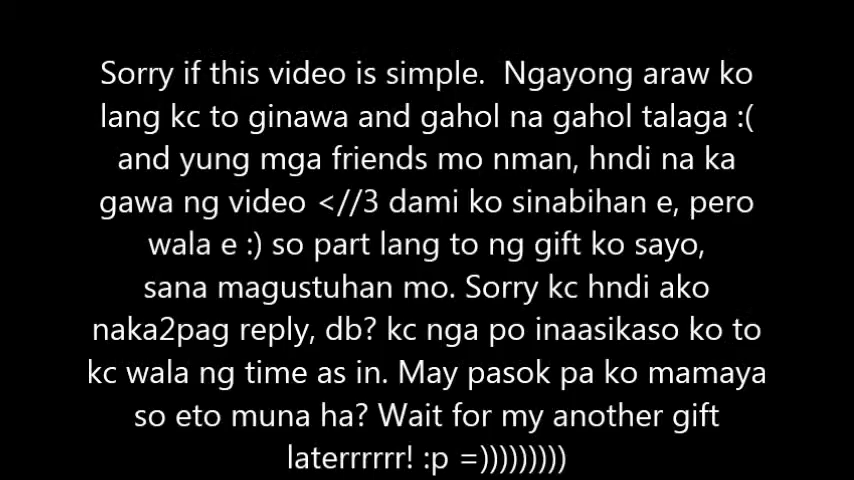 Sorry if this video is simple.  Ngayong araw ko
lang kc to ginawa and gahol na gahol talaga :(
and yung mga friends mo nman, hndi na ka
gawa ng video <//3 dami ko sinabihan e, pero
wala e :) so part lang to ng gift ko sayo,
sana magustuhan mo. Sorry kc hndi ako
naka2pag reply, db? kc nga po inaasikaso ko to
kc wala ng time as in. May pasok pa ko mamaya
so eto muna ha? Wait for my another gift
laterrrrrr! :p =)))))))))